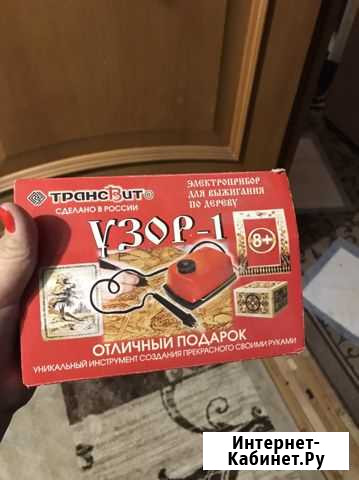 ТРАНСВИТ®
СДЕЛАНО В РОССИИ
ЭЛЕКТРОПРИБОР
ДЛЯ ВЫЖИГАНИЯ
ПО ДЕРЕВУ
УЗОР-1
8+
ОТЛИЧНЫЙ ПОДАРОК
УНИКАЛЬНЫЙ ИНСТРУМЕНТ СОЗДАНИЯ ПРЕКРАСНОГО СВОИМИ РУКАМИ
Интернет-
Кабинет.Ру